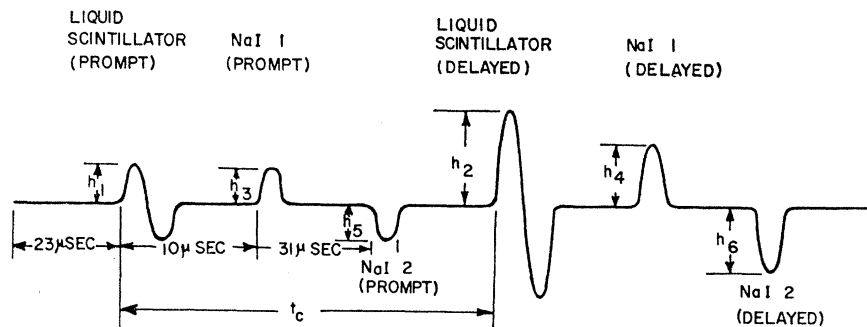 LIQUID
SCINTILLATOR
(PROMPT)
NaI 1
(PROMPT)
LIQUID
SCINTILLATOR
(DELAYED)
NaI 1
(DELAYED)
h1
h3
h5
h2
h4
h6
23μSEC
10μ SEC
31μ SEC
NaI 2
(PROMPT)
NaI 2
(DELAYED)
tc